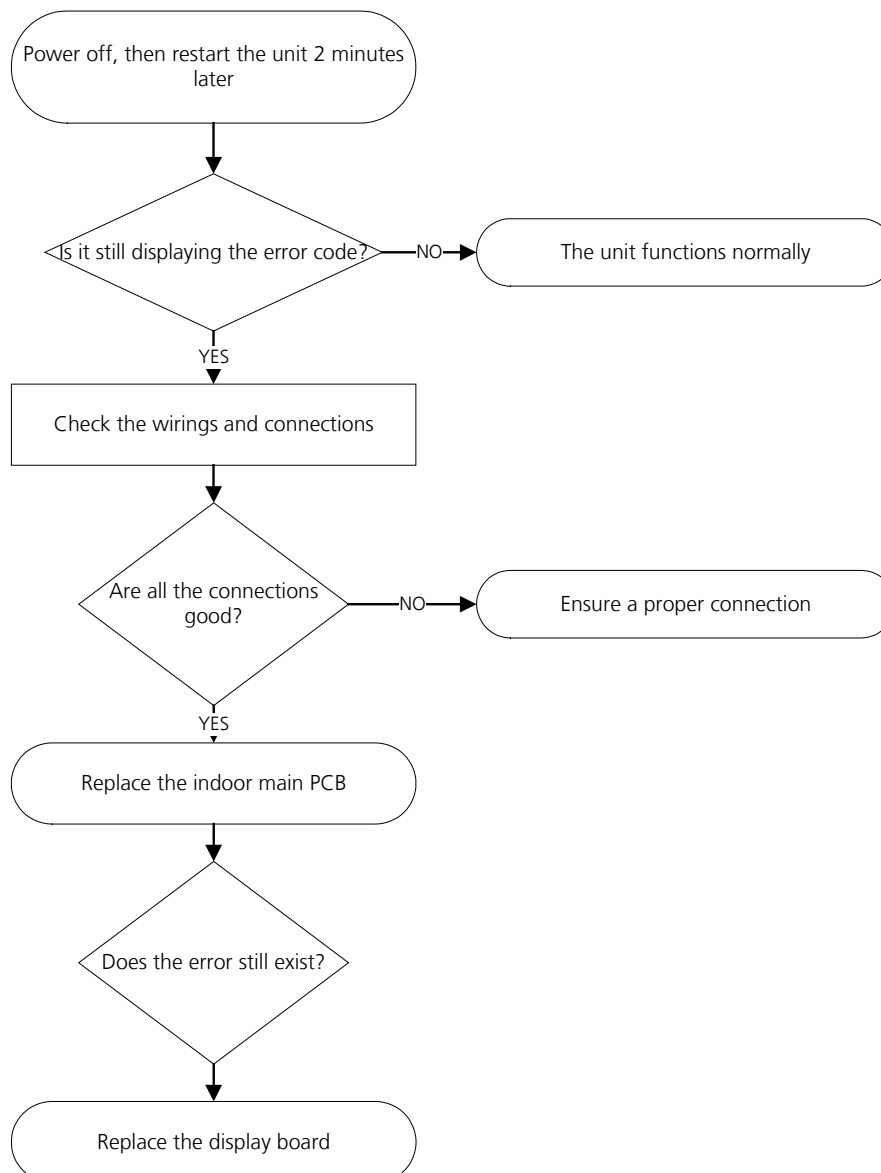 Power off, then restart the unit 2 minutes
later
Is it still displaying the error code?
NO
The unit functions normally
YES
Check the wirings and connections
Are all the connections
good?
NO
Ensure a proper connection
YES
Replace the indoor main PCB
Does the error still exist?
Replace the display board